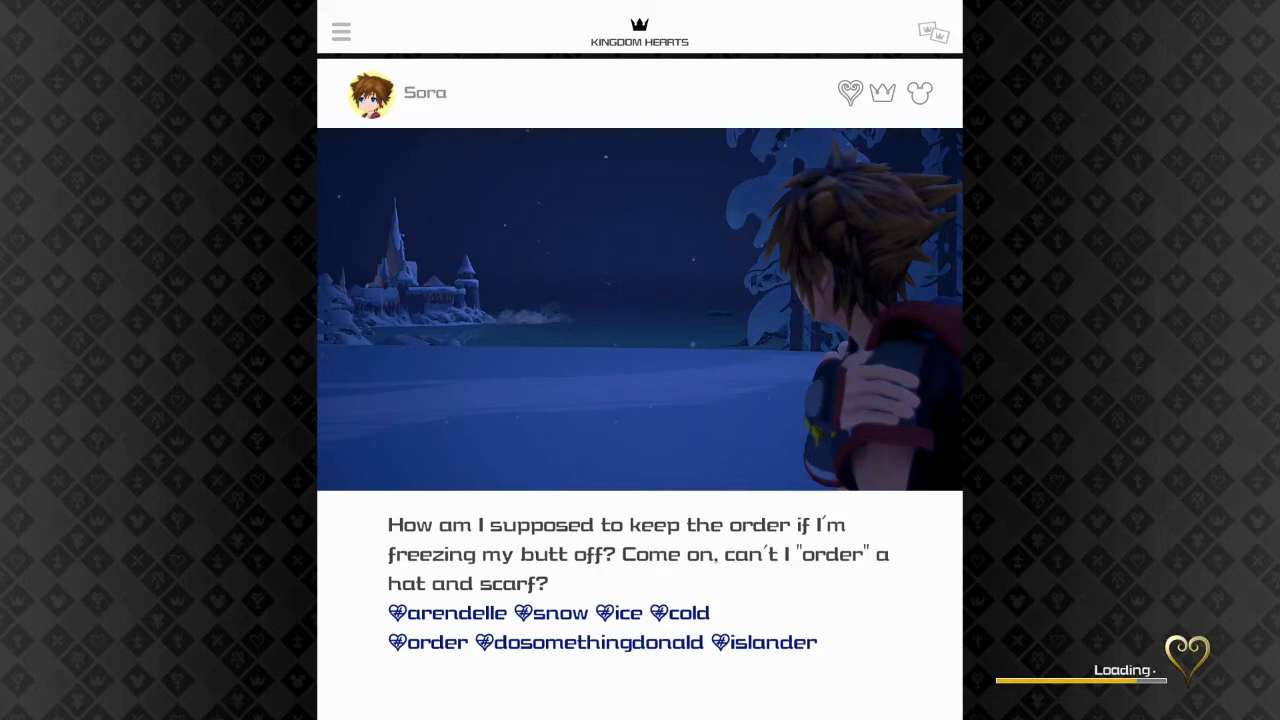 KINGDOM HEARTS
Sora
How am I supposed to keep the order if I'm
freezing my butt off? Come on, can't I "order" a
hat and scarf?
#arendelle #snow #ice #cold
#order #dosomethingdonald #islander
Loading.